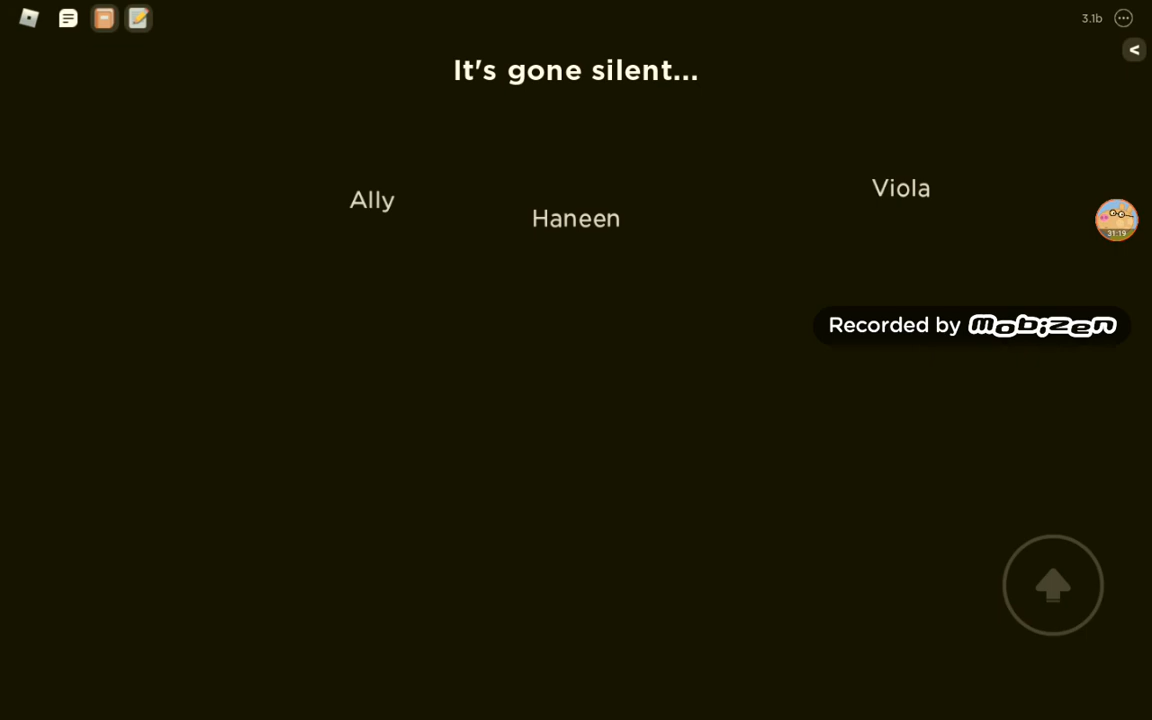 3.1b
<
It's gone silent...
Viola
Ally
Haneen
31:19
Recorded by mobizen